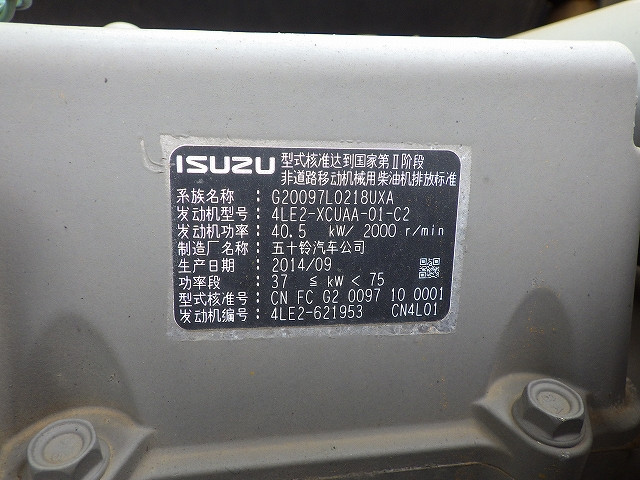 ISUZU 型式核准达到国家第Ⅱ阶段
非道路移动机械用柴油机排放标准
系族名称 : G20097L0218UXA
发动机型号: 4LE2-XCUAA-01-C2
发动机功率: 40.5 kW/ 2000 r/min
制造厂名称: 五十铃汽车公司
生产日期 : 2014/09
功率段 : 37 ≦ kW < 75
型式核准号: CN FC G2 0097 10 0001
发动机编号: 4LE2-621953 CN4L01